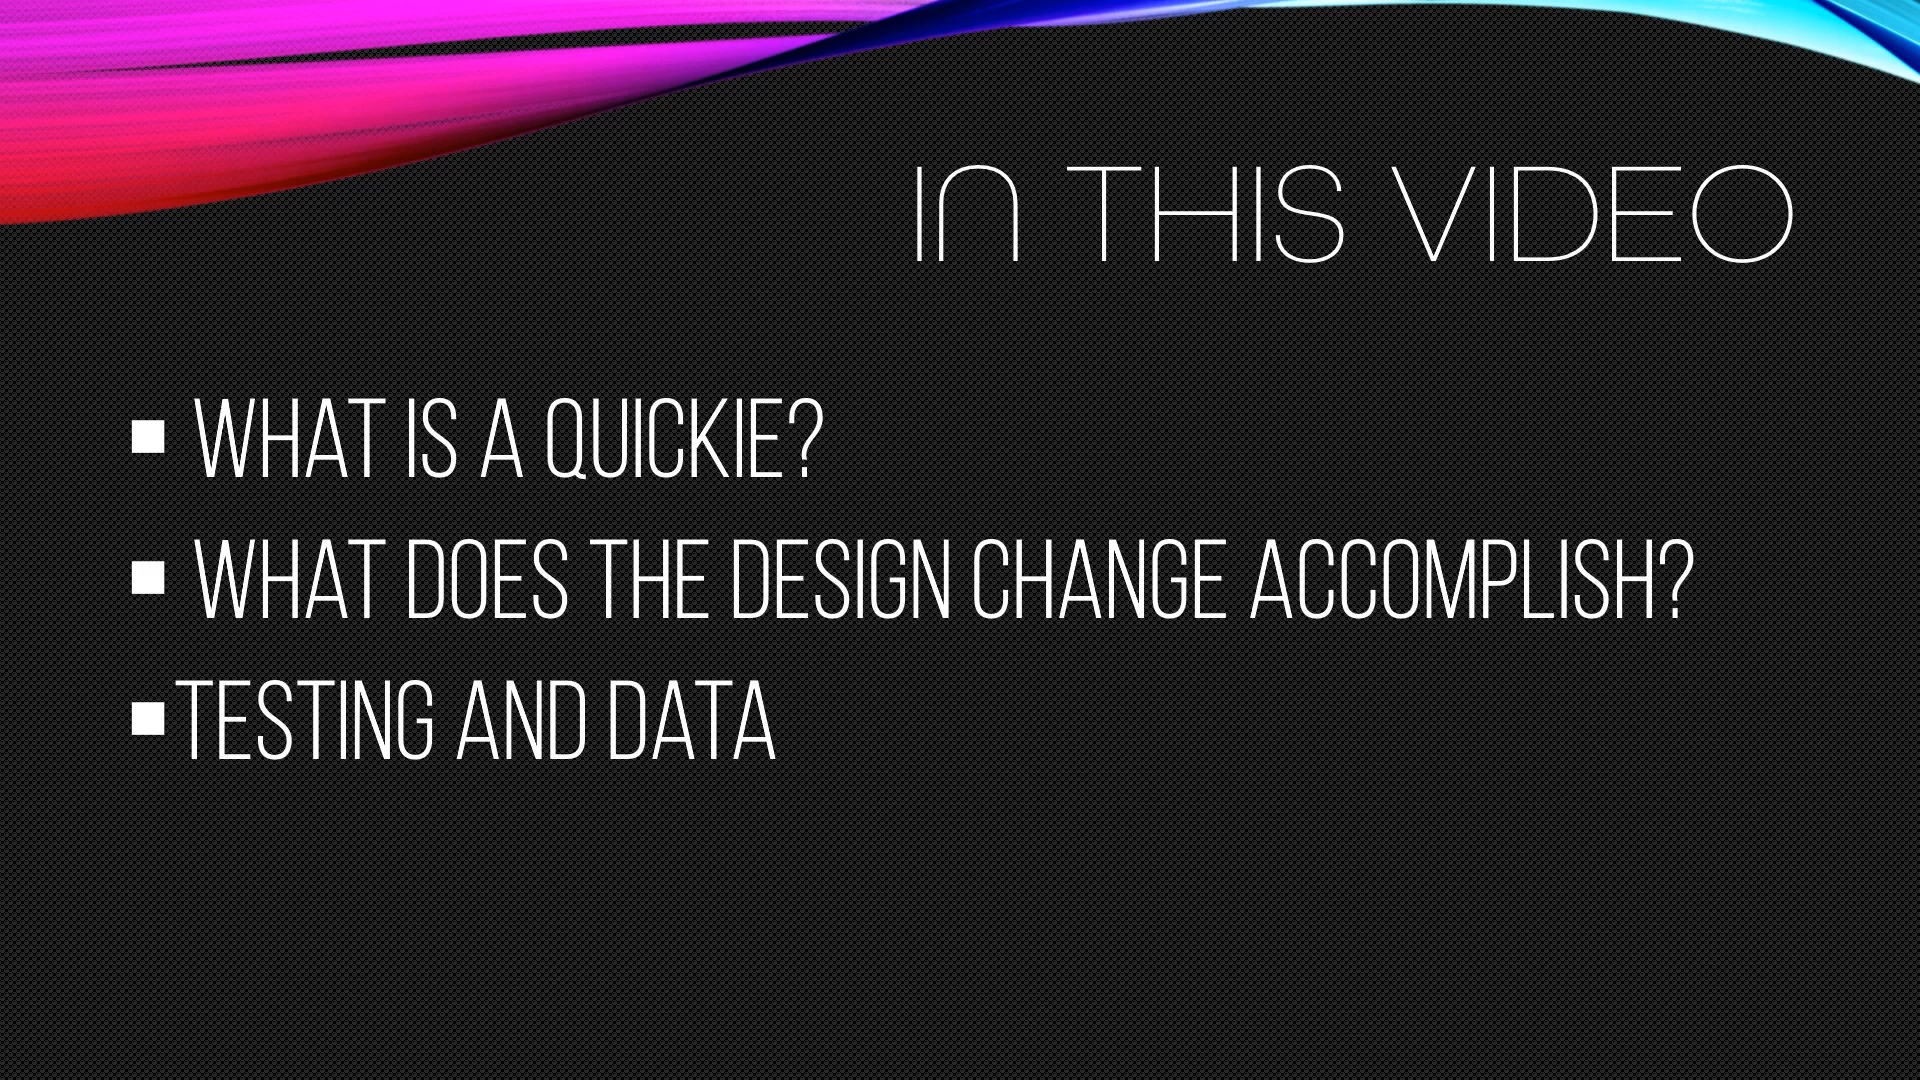 IN THIS VIDEO
WHAT IS A QUICKIE?
WHAT DOES THE DESIGN CHANGE ACCOMPLISH?
TESTING AND DATA